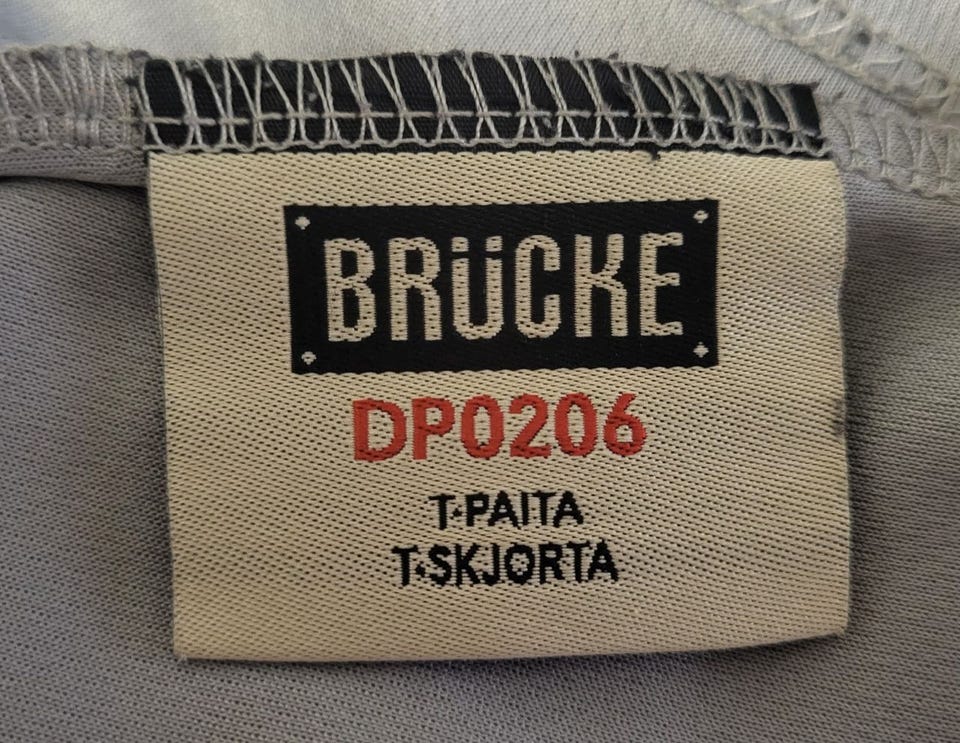 BRüCKE
DP0206
T-PAITA
T-SKJORTA